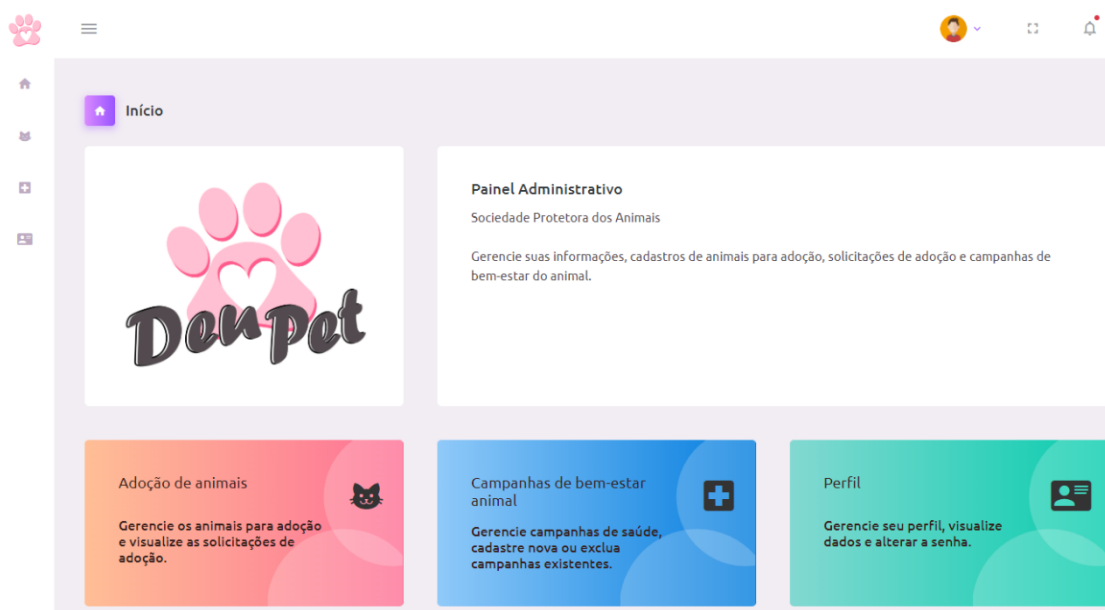 Início
DenPet
Painel Administrativo
Sociedade Protetora dos Animais
Gerencie suas informações, cadastros de animais para adoção, solicitações de adoção e campanhas de
bem-estar do animal.
Adoção de animais
Gerencie os animais para adoção
e visualize as solicitações de
adoção.
Campanhas de bem-estar
animal
Gerencie campanhas de saúde,
cadastre nova ou exclua
campanhas existentes.
Perfil
Gerencie seu perfil, visualize
dados e alterar a senha.